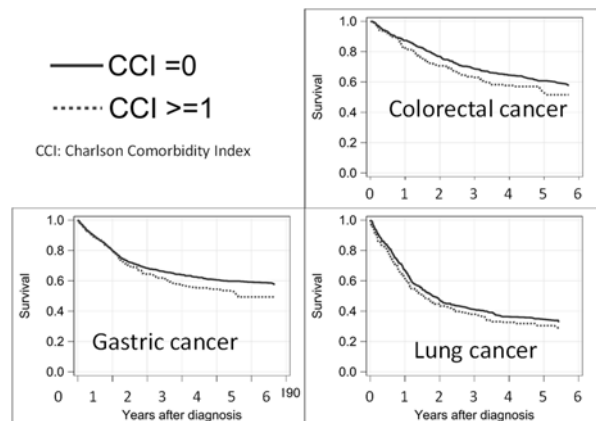 CCI =0
CCI >=1
CCI: Charlson Comorbidity Index
Survival
1.0
0.8
0.6
0.4
0.2
0.0
Colorectal cancer
0 1 2 3 4 5 6
Survival
1.0
0.8
0.6
0.4
0.2
0.0
Gastric cancer
0 1 2 3 4 5 6 190
Years after diagnosis
Survival
1.0
0.8
0.6
0.4
0.2
0.0
Lung cancer
0 1 2 3 4 5 6
Years after diagnosis